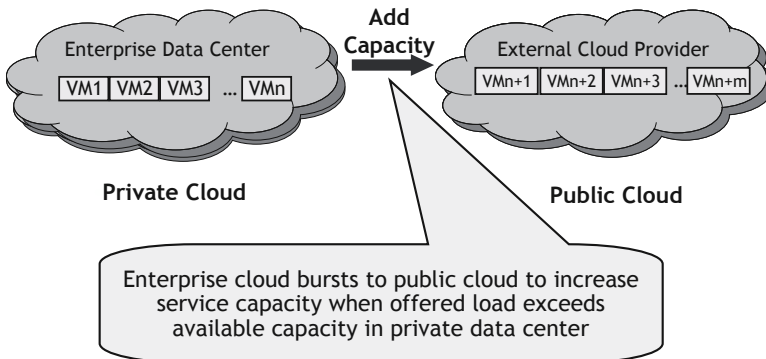 Enterprise Data Center
VM1 VM2 VM3 ... VMn
Private Cloud
Add
Capacity
External Cloud Provider
VMn+1 VMn+2 VMn+3 ... VMn+m
Public Cloud
Enterprise cloud bursts to public cloud to increase
service capacity when offered load exceeds
available capacity in private data center